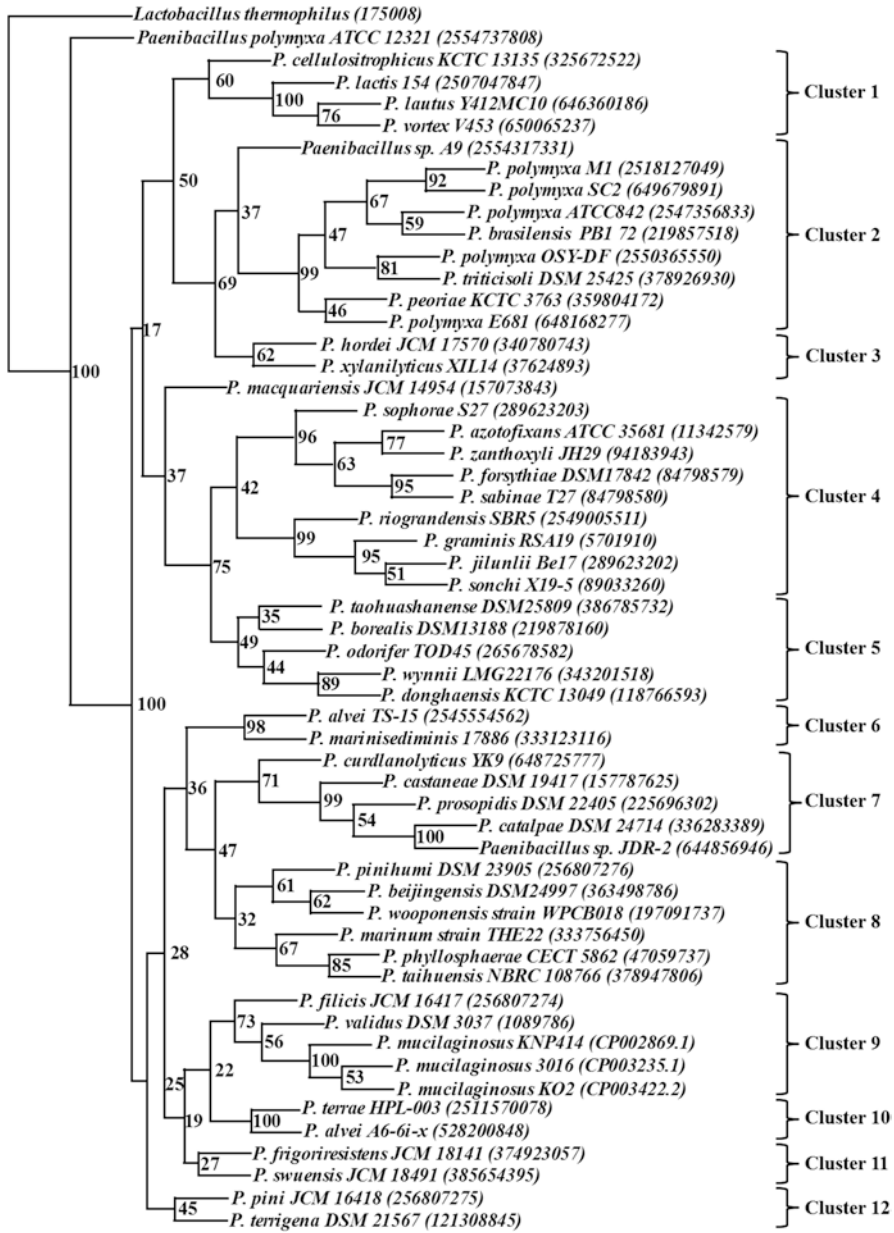 Lactobacillus thermophilus (175008)
Paenibacillus polymyxa ATCC 12321 (2554737808)
P. cellulositrophicus KCTC 13135 (325672522)
60
P. lactis 154 (2507047847)
Cluster 1
100
P. lautus Y412MC10 (646360186)
76
P. vortex V453 (650065237)
Paenibacillus sp. A9 (2554317331)
P. polymyxa M1 (2518127049)
50
92
P. polymyxa SC2 (649679891)
67
37
P. polymyxa ATCC842 (2547356833)
59
Cluster 2
P. brasilensis PB1 72 (219857518)
47
P. polymyxa OSY-DF (2550365550)
81
99
69
P. triticisoli DSM 25425 (378926930)
P. peoriae KCTC 3763 (359804172)
46
P. polymyxa E681 (648168277)
17
P. hordei JCM 17570 (340780743)
62
Cluster 3
P. xylanilyticus XIL14 (37624893)
100
P. macquariensis JCM 14954 (157073843)
P. sophorae S27 (289623203)
96
P. azotofixans ATCC 35681 (11342579)
77
P. zanthoxyli JH29 (94183943)
63
37
P. forsythiae DSM17842 (84798579)
42
95
Cluster 4
P. sabinae T27 (84798580)
P. riograndensis SBR5 (2549005511)
99
P. graminis RSA19 (5701910)
95
75
P. jilunlii Be17 (289623202)
51
P. sonchi X19-5 (89033260)
P. taohuashanense DSM25809 (386785732)
35
P. borealis DSM13188 (219878160)
49
Cluster 5
P. odorifer TOD45 (265678582)
44
P. wynnii LMG22176 (343201518)
89
P. donghaensis KCTC 13049 (118766593)
100
P. alvei TS-15 (2545554562)
98
Cluster 6
P. marinisediminis 17886 (333123116)
P. curdlanolyticus YK9 (648725777)
71
36
P. castaneae DSM 19417 (157787625)
99
Cluster 7
P. prosopidis DSM 22405 (225696302)
54
P. catalpae DSM 24714 (336283389)
100
47
Paenibacillus sp. JDR-2 (644856946)
P. pinihumi DSM 23905 (256807276)
61
P. beijingensis DSM24997 (363498786)
62
P. wooponensis strain WPCB018 (197091737)
32
Cluster 8
P. marinum strain THE22 (333756450)
67
28
P. phyllosphaerae CECT 5862 (47059737)
85
P. taihuensis NBRC 108766 (378947806)
P. filicis JCM 16417 (256807274)
73
P. validus DSM 3037 (1089786)
56
P. mucilaginosus KNP414 (CP002869.1)
Cluster 9
100
22
P. mucilaginosus 3016 (CP003235.1)
53
25
P. mucilaginosus KO2 (CP003422.2)
P. terrae HPL-003 (2511570078)
19
100
Cluster 10
P. alvei A6-6i-x (528200848)
P. frigoriresistens JCM 18141 (374923057)
27
Cluster 11
P. swuensis JCM 18491 (385654395)
P. pini JCM 16418 (256807275)
45
Cluster 12
P. terrigena DSM 21567 (121308845)